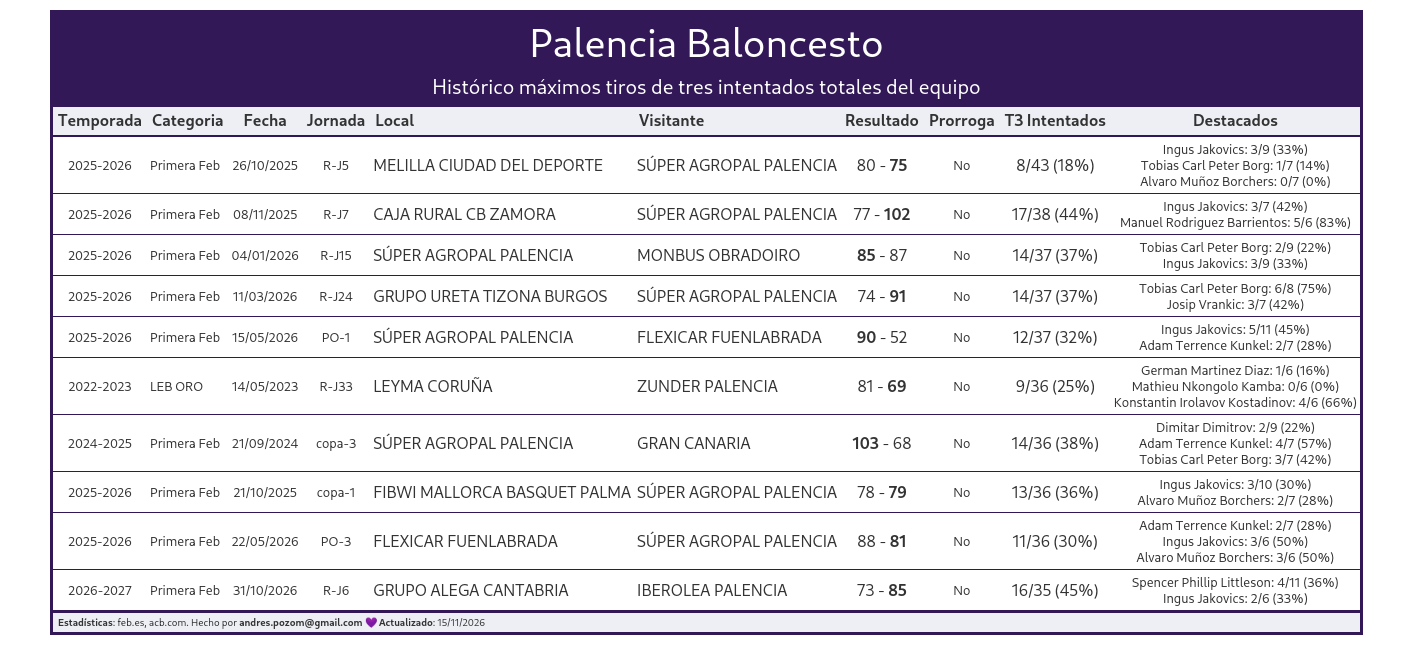 Palencia Baloncesto
Histórico máximos tiros de tres intentados totales del equipo
Temporada Categoria Fecha Jornada Local Visitante Resultado Prorroga T3 Intentados Destacados
2025-2026 Primera Feb 26/10/2025 R-J5 MELILLA CIUDAD DEL DEPORTE SÚPER AGROPAL PALENCIA 80 - 75 No 8/43 (18%) Ingus Jakovics: 3/9 (33%)
Tobias Carl Peter Borg: 1/7 (14%)
Alvaro Muñoz Borchers: 0/7 (0%)
2025-2026 Primera Feb 08/11/2025 R-J7 CAJA RURAL CB ZAMORA SÚPER AGROPAL PALENCIA 77 - 102 No 17/38 (44%) Ingus Jakovics: 3/7 (42%)
Manuel Rodriguez Barrientos: 5/6 (83%)
2025-2026 Primera Feb 04/01/2026 R-J15 SÚPER AGROPAL PALENCIA MONBUS OBRADOIRO 85 - 87 No 14/37 (37%) Tobias Carl Peter Borg: 2/9 (22%)
Ingus Jakovics: 3/9 (33%)
2025-2026 Primera Feb 11/03/2026 R-J24 GRUPO URETA TIZONA BURGOS SÚPER AGROPAL PALENCIA 74 - 91 No 14/37 (37%) Tobias Carl Peter Borg: 6/8 (75%)
Josip Vrankic: 3/7 (42%)
2025-2026 Primera Feb 15/05/2026 PO-1 SÚPER AGROPAL PALENCIA FLEXICAR FUENLABRADA 90 - 52 No 12/37 (32%) Ingus Jakovics: 5/11 (45%)
Adam Terrence Kunkel: 2/7 (28%)
2022-2023 LEB ORO 14/05/2023 R-J33 LEYMA CORUÑA ZUNDER PALENCIA 81 - 69 No 9/36 (25%) German Martinez Diaz: 1/6 (16%)
Mathieu Nkongolo Kamba: 0/6 (0%)
Konstantin Irolavov Kostadinov: 4/6 (66%)
2024-2025 Primera Feb 21/09/2024 copa-3 SÚPER AGROPAL PALENCIA GRAN CANARIA 103 - 68 No 14/36 (38%) Dimitar Dimitrov: 2/9 (22%)
Adam Terrence Kunkel: 4/7 (57%)
Tobias Carl Peter Borg: 3/7 (42%)
2025-2026 Primera Feb 21/10/2025 copa-1 FIBWI MALLORCA BASQUET PALMA SÚPER AGROPAL PALENCIA 78 - 79 No 13/36 (36%) Ingus Jakovics: 3/10 (30%)
Alvaro Muñoz Borchers: 2/7 (28%)
2025-2026 Primera Feb 22/05/2026 PO-3 FLEXICAR FUENLABRADA SÚPER AGROPAL PALENCIA 88 - 81 No 11/36 (30%) Adam Terrence Kunkel: 2/7 (28%)
Ingus Jakovics: 3/6 (50%)
Alvaro Muñoz Borchers: 3/6 (50%)
2026-2027 Primera Feb 31/10/2026 R-J6 GRUPO ALEGA CANTABRIA IBEROLEA PALENCIA 73 - 85 No 16/35 (45%) Spencer Phillip Littleson: 4/11 (36%)
Ingus Jakovics: 2/6 (33%)
Estadísticas: feb.es, acb.com. Hecho por andres.pozom@gmail.com 💜 Actualizado: 15/11/2026